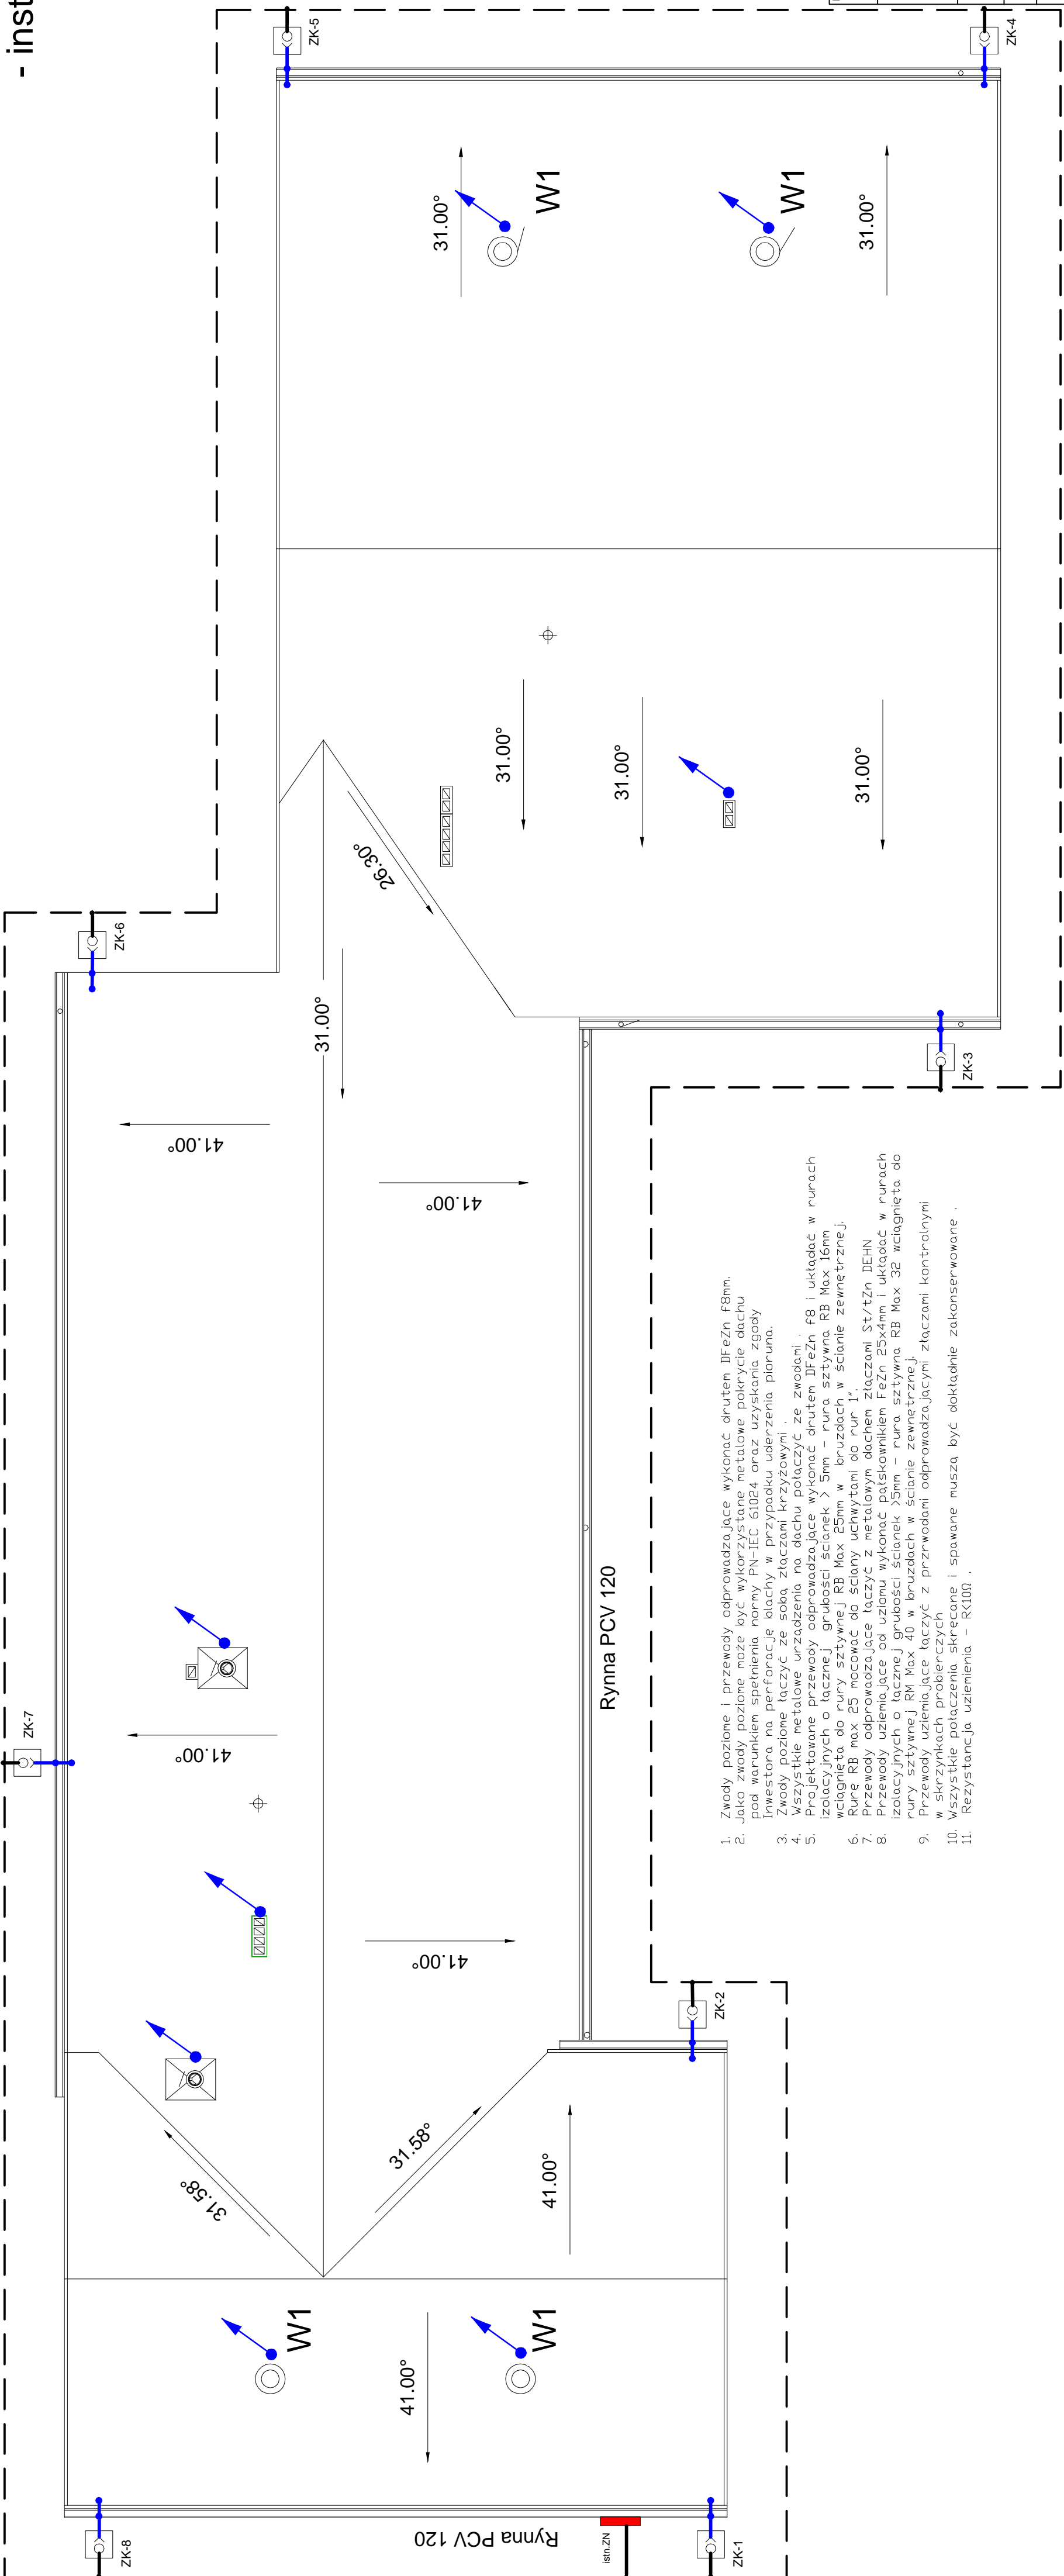 - inst
ZK-5
ZK-4
31.00°
W1
W1
31.00°
31.00°
31.00°
31.00°
26.30°
ZK-6
31.00°
ZK-3
41.00°
41.00°
1. Zwody poziome i przewody odprowadzające wykonać drutem DFeZn f8mm.
2. Jako zwody poziome może być wykorzystane metalowe pokrycie dachu
pod warunkiem spełnienia normy PN-IEC 61024 oraz uzyskania zgody
Inwestora na perforację blachy w przypadku uderzenia pioruna.
3. Zwody poziome łączyć ze sobą złączami krzyżowymi .
4. Wszystkie metalowe urządzenia na dachu połączyć ze zwodami .
5. Projektowane przewody odprowadzające wykonać drutem DFeZn f8 i układać w rurach
izolacyjnych o łącznej grubości ścianek > 5mm - rura sztywna RB Max 16mm
wciągnięta do rury sztywnej RB Max 25mm w bruzdach w ścianie zewnętrznej.
6. Rurę RB max 25 mocować do ściany uchwytami do rur 1".
7. Przewody odprowadzające łączyć z metalowym dachem złączami St/tZn DEHN
8. Przewody uziemiające od uziomu wykonać płaskownikiem FeZn 25x4mm i układać w rurach
izolacyjnych o łącznej grubości ścianek >5mm - rura sztywna RB Max 32 wciągnięta do
rury sztywnej RM Max 40 w bruzdach w ścianie zewnętrznej.
9. Przewody uziemiające łączyć z przrwodami odprowadzającymi złączami kontrolnymi
w skrzynkach probierczych
10. Wszystkie połączenia skręcane i spawane muszą być dokładnie zakonserwowane .
11. Rezystancja uziemienia - R<10Ω .
Rynna PCV 120
ZK-7
41.00°
41.00°
ZK-2
31.58°
31.58°
41.00°
W1
W1
41.00°
Rynna PCV 120
istn.ZN
ZK-8
ZK-1